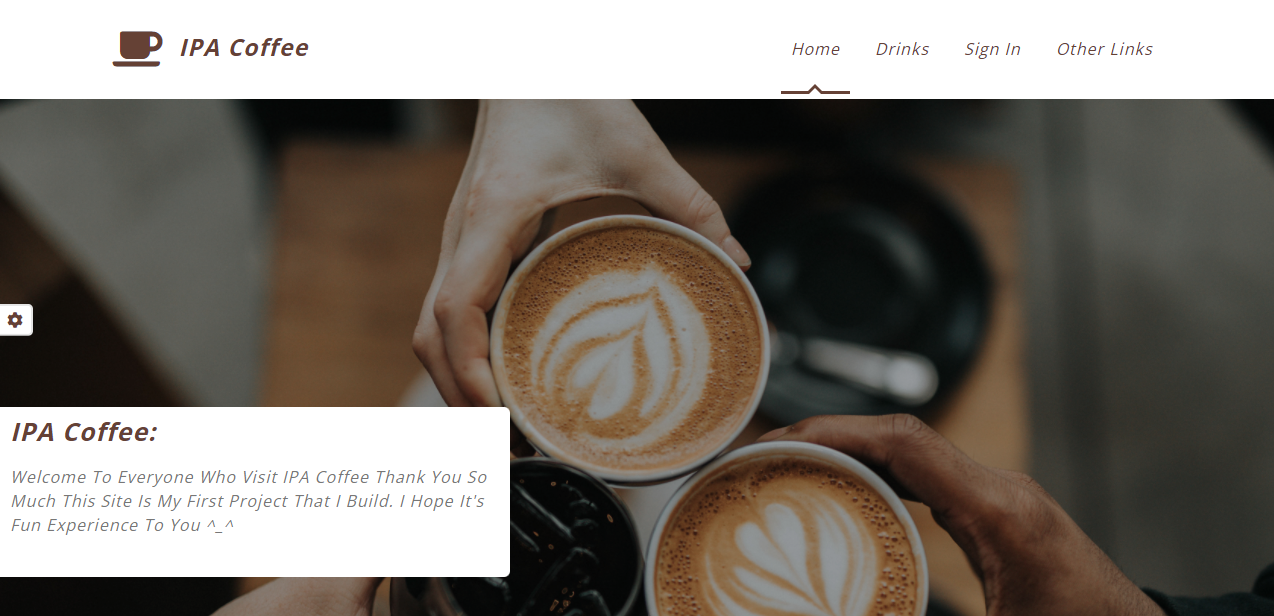 IPA Coffee
Home Drinks Sign In Other Links
IPA Coffee:
Welcome To Everyone Who Visit IPA Coffee Thank You So
Much This Site Is My First Project That I Build. I Hope It's
Fun Experience To You ^_^